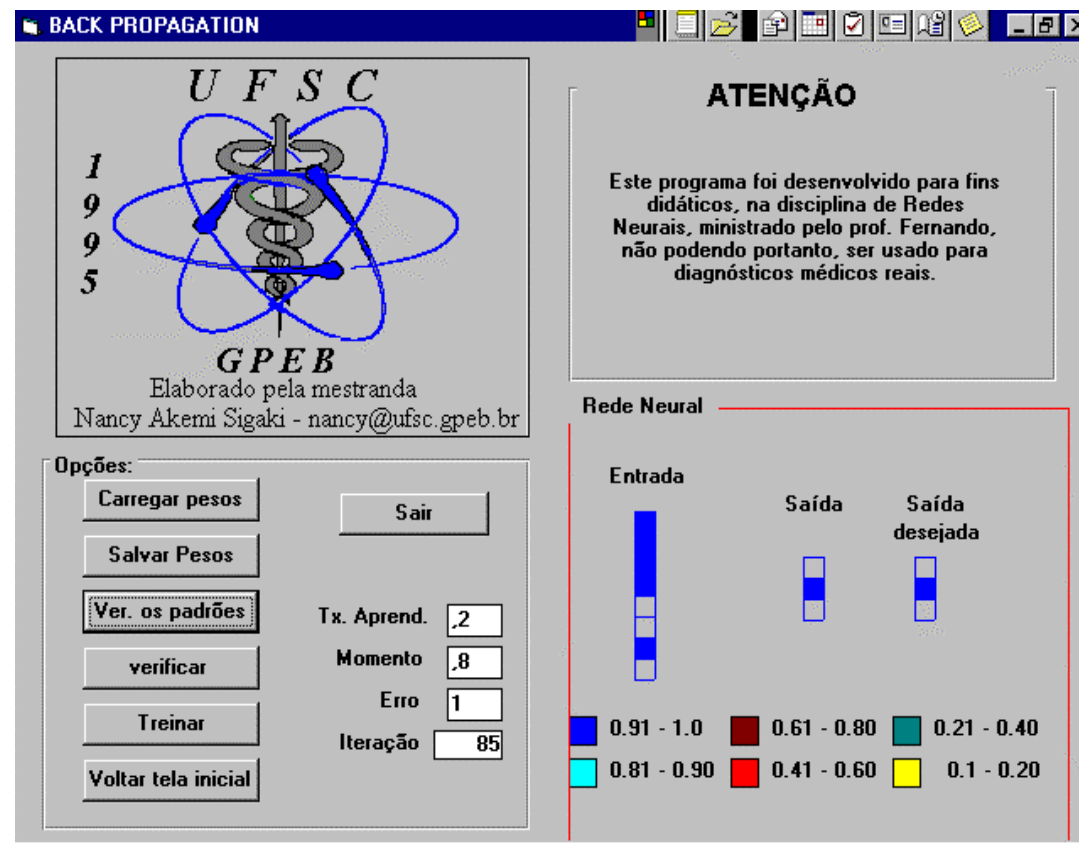 BACK PROPAGATION
U F S C
1995
GPEB
Elaborado pela mestranda
Nancy Akemi Sigaki - nancy@ufsc.gpeb.br
ATENÇÃO
Este programa foi desenvolvido para fins
didáticos, na disciplina de Redes
Neurais, ministrado pelo prof. Fernando,
não podendo portanto, ser usado para
diagnósticos médicos reais.
Opções:
Carregar pesos
Salvar Pesos
Ver. os padrões
verificar
Treinar
Voltar tela inicial
Sair
Tx. Aprend. ,2
Momento ,8
Erro 1
Iteração 85
Rede Neural
Entrada
Saída
Saída
desejada
0.91 - 1.0 0.61 - 0.80 0.21 - 0.40
0.81 - 0.90 0.41 - 0.60 0.1 - 0.20